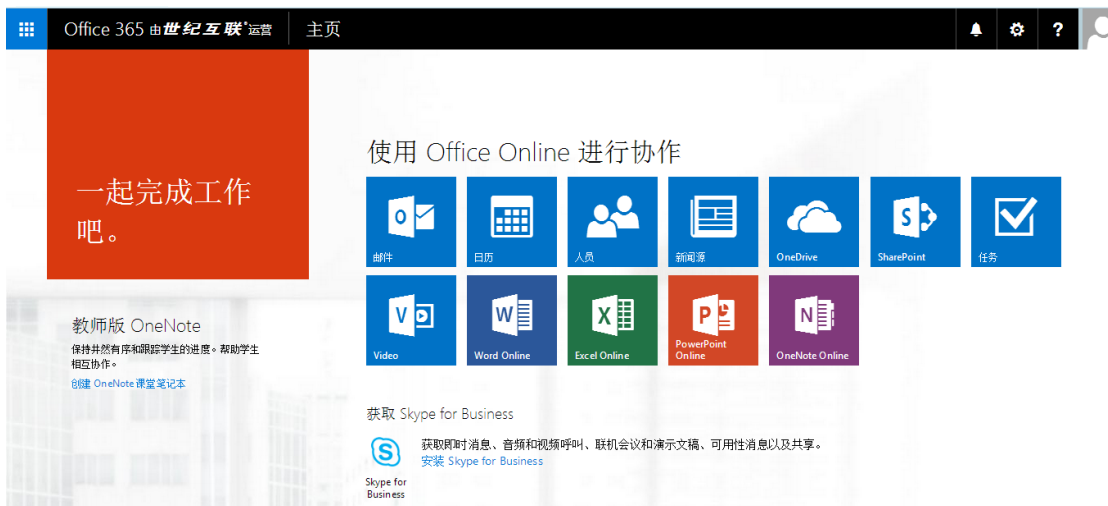 Office 365 由世纪互联运营
主页
?
一起完成工作
吧。
教师版 OneNote
保持井然有序和跟踪学生的进度。帮助学生
相互协作。
创建 OneNote 课堂笔记本
使用 Office Online 进行协作
邮件
日历
人员
新闻源
OneDrive
SharePoint
任务
Video
Word Online
Excel Online
PowerPoint
Online
OneNote Online
获取 Skype for Business
获取即时消息、音频和视频呼叫、联机会议和演示文稿、可用性消息以及共享。
安装 Skype for Business
Skype for
Business